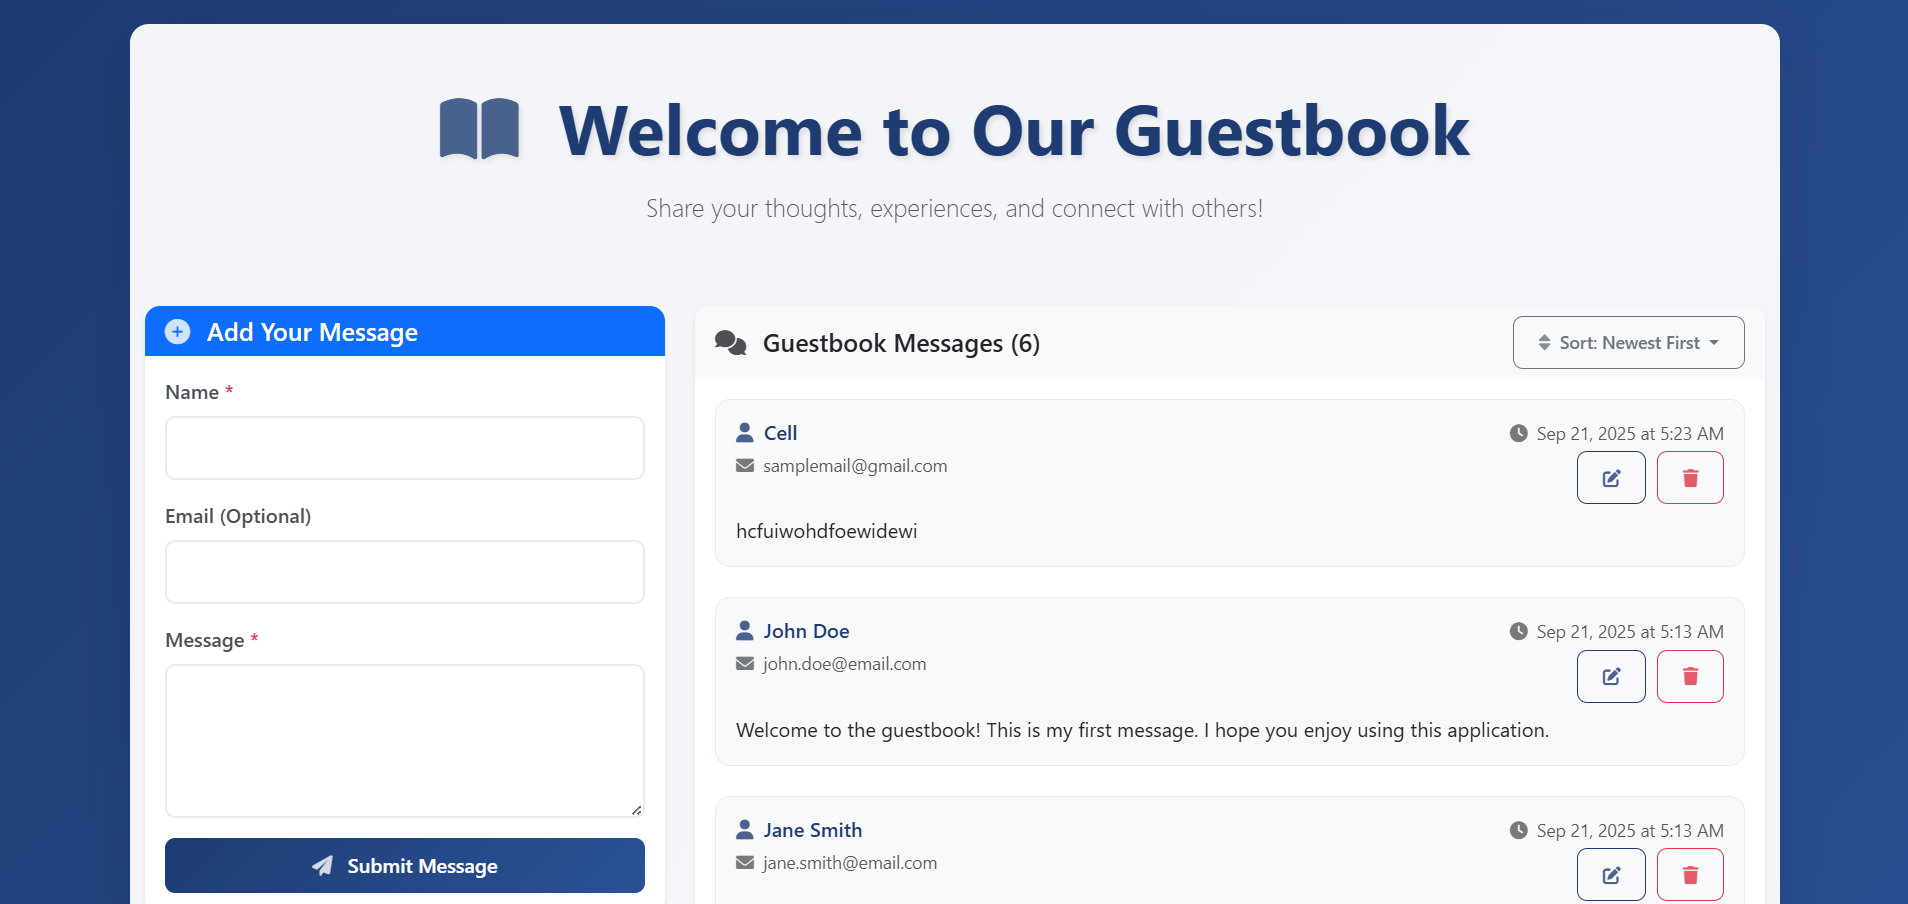 Welcome to Our Guestbook
Share your thoughts, experiences, and connect with others!
Add Your Message
Name *
Email (Optional)
Message *
Submit Message
Guestbook Messages (6)
Sort: Newest First
Cell
Sep 21, 2025 at 5:23 AM
samplemail@gmail.com
hcfuiwohdfoewidewi
John Doe
Sep 21, 2025 at 5:13 AM
john.doe@email.com
Welcome to the guestbook! This is my first message. I hope you enjoy using this application.
Jane Smith
Sep 21, 2025 at 5:13 AM
jane.smith@email.com